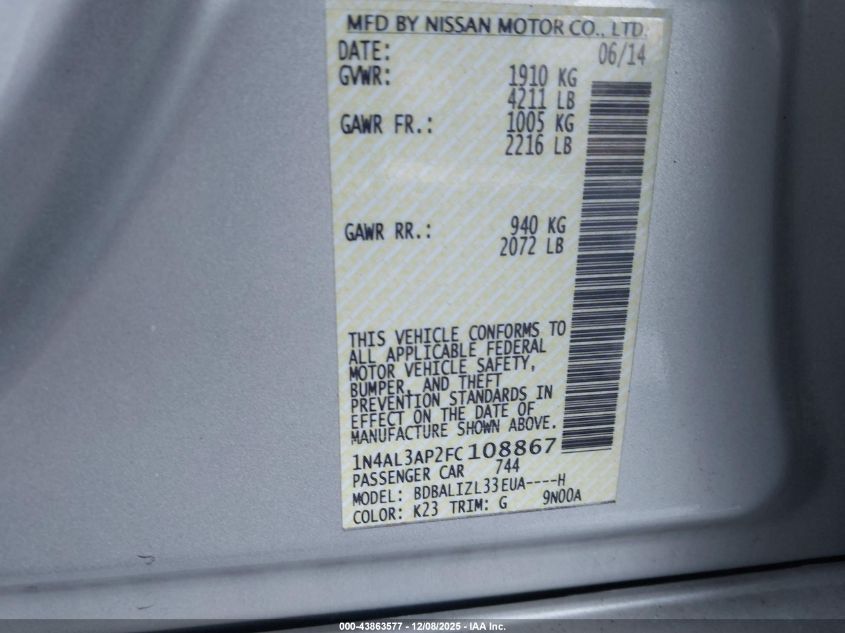 MFD BY NISSAN MOTOR CO., LTD.
DATE: 06/14
GVWR: 1910 KG
4211 LB
GAWR FR.: 1005 KG
2216 LB
GAWR RR.: 940 KG
2072 LB
THIS VEHICLE CONFORMS TO
ALL APPLICABLE FEDERAL
MOTOR VEHICLE SAFETY,
BUMPER, AND THEFT
PREVENTION STANDARDS IN
EFFECT ON THE DATE OF
MANUFACTURE SHOWN ABOVE.
1N4AL3AP2FC108867
PASSENGER CAR 744
MODEL: BDBALIZL33EUA----H
COLOR: K23 TRIM: G 9N00A
000-43863577 - 12/08/2025 - IAA Inc.